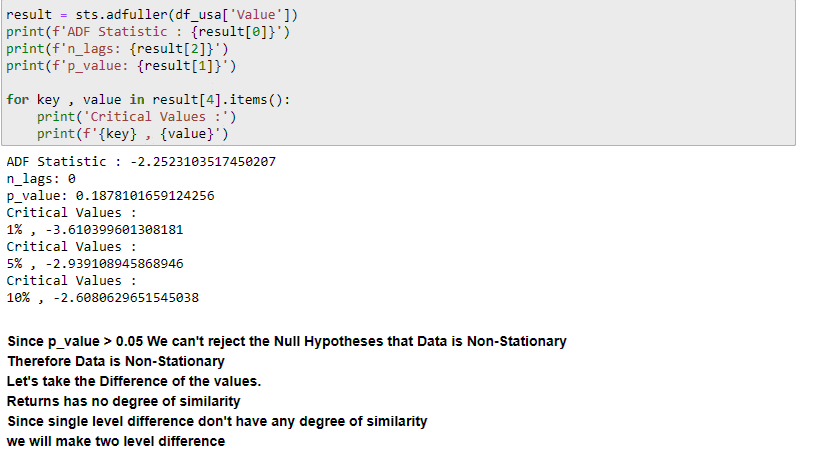 result = sts.adfuller(df_usa['Value'])
print(f'ADF Statistic : {result[0]}')
print(f'n_lags: {result[2]}')
print(f'p_value: {result[1]}')
for key , value in result[4].items():
    print('Critical Values :')
    print(f'{key} , {value}')
ADF Statistic : -2.2523103517450207
n_lags: 0
p_value: 0.1878101659124256
Critical Values :
1% , -3.610399601308181
Critical Values :
5% , -2.939108945868946
Critical Values :
10% , -2.6080629651545038
Since p_value > 0.05 We can't reject the Null Hypotheses that Data is Non-Stationary
Therefore Data is Non-Stationary
Let's take the Difference of the values.
Returns has no degree of similarity
Since single level difference don't have any degree of similarity
we will make two level difference